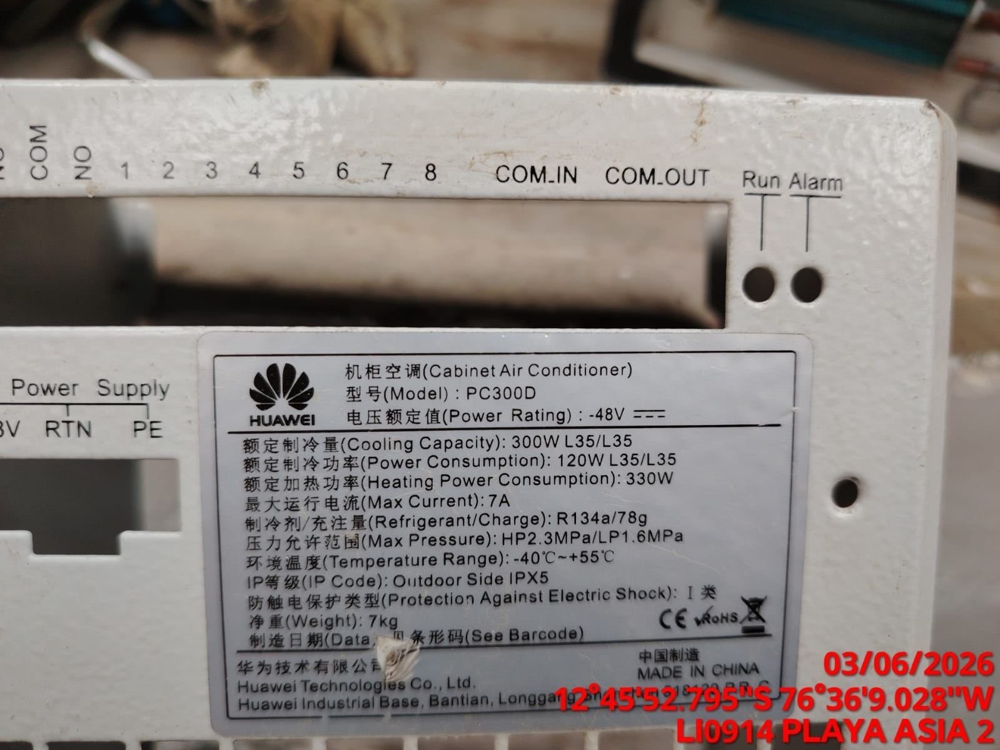 COM NO 1 2 3 4 5 6 7 8 COM_IN COM_OUT Run Alarm
Power Supply
RTN PE
HUAWEI
机柜空调(Cabinet Air Conditioner)
型号(Model) : PC300D
电压额定值(Power Rating) : -48V
额定制冷量(Cooling Capacity): 300W L35/L35
额定制冷功率(Power Consumption): 120W L35/L35
额定加热功率(Heating Power Consumption): 330W
最大运行电流(Max Current): 7A
制冷剂/充注量(Refrigerant/Charge): R134a/78g
压力允许范围(Max Pressure): HP2.3MPa/LP1.6MPa
环境温度(Temperature Range): -40℃~+55℃
IP等级(IP Code): Outdoor Side IPX5
防触电保护类型(Protection Against Electric Shock): I 类
净重(Weight): 7kg
制造日期(Data 见条形码(See Barcode)
CE RoHS
华为技术有限公司
Huawei Technologies Co., Ltd.
中国制造
MADE IN CHINA
Huawei Industrial Base, Bantian, Longgang
03/06/2026
12°45'52.795"S 76°36'9.028"W
LI0914 PLAYA ASIA 2